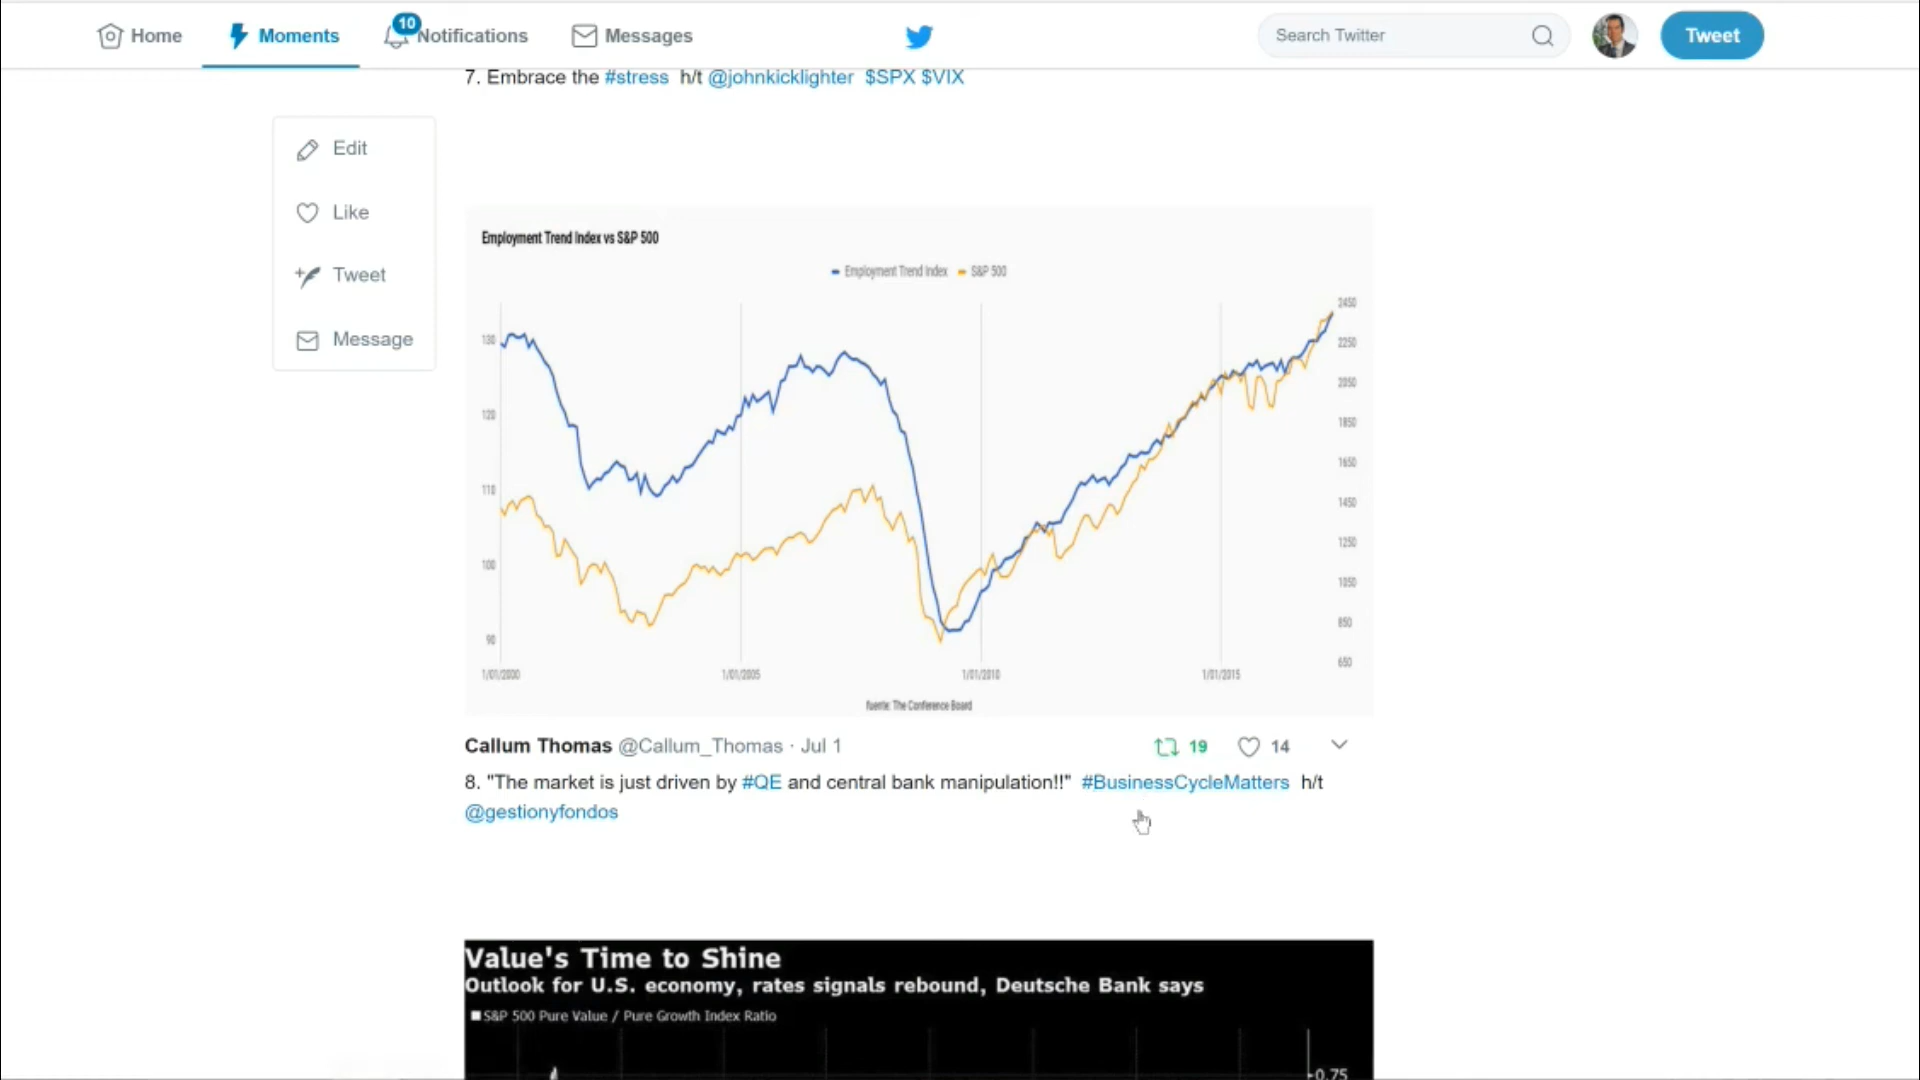 Home
Moments
10
Notifications
Messages
Search Twitter
Tweet
7. Embrace the #stress h/t @johnkicklighter $SPX $VIX
Edit
Like
Tweet
Message
Employment Trend Index vs S&P 500
Employment Trend Index S&P 500
130
120
110
100
90
2450
2250
2050
1850
1650
1450
1250
1050
850
650
1/01/2000 1/01/2005 1/01/2010 1/01/2015
fuente: The Conference Board
Callum Thomas @Callum_Thomas · Jul 1
19 14
8. "The market is just driven by #QE and central bank manipulation!!" #BusinessCycleMatters h/t
@gestionyfondos
Value's Time to Shine
Outlook for U.S. economy, rates signals rebound, Deutsche Bank says
S&P 500 Pure Value / Pure Growth Index Ratio
0.75